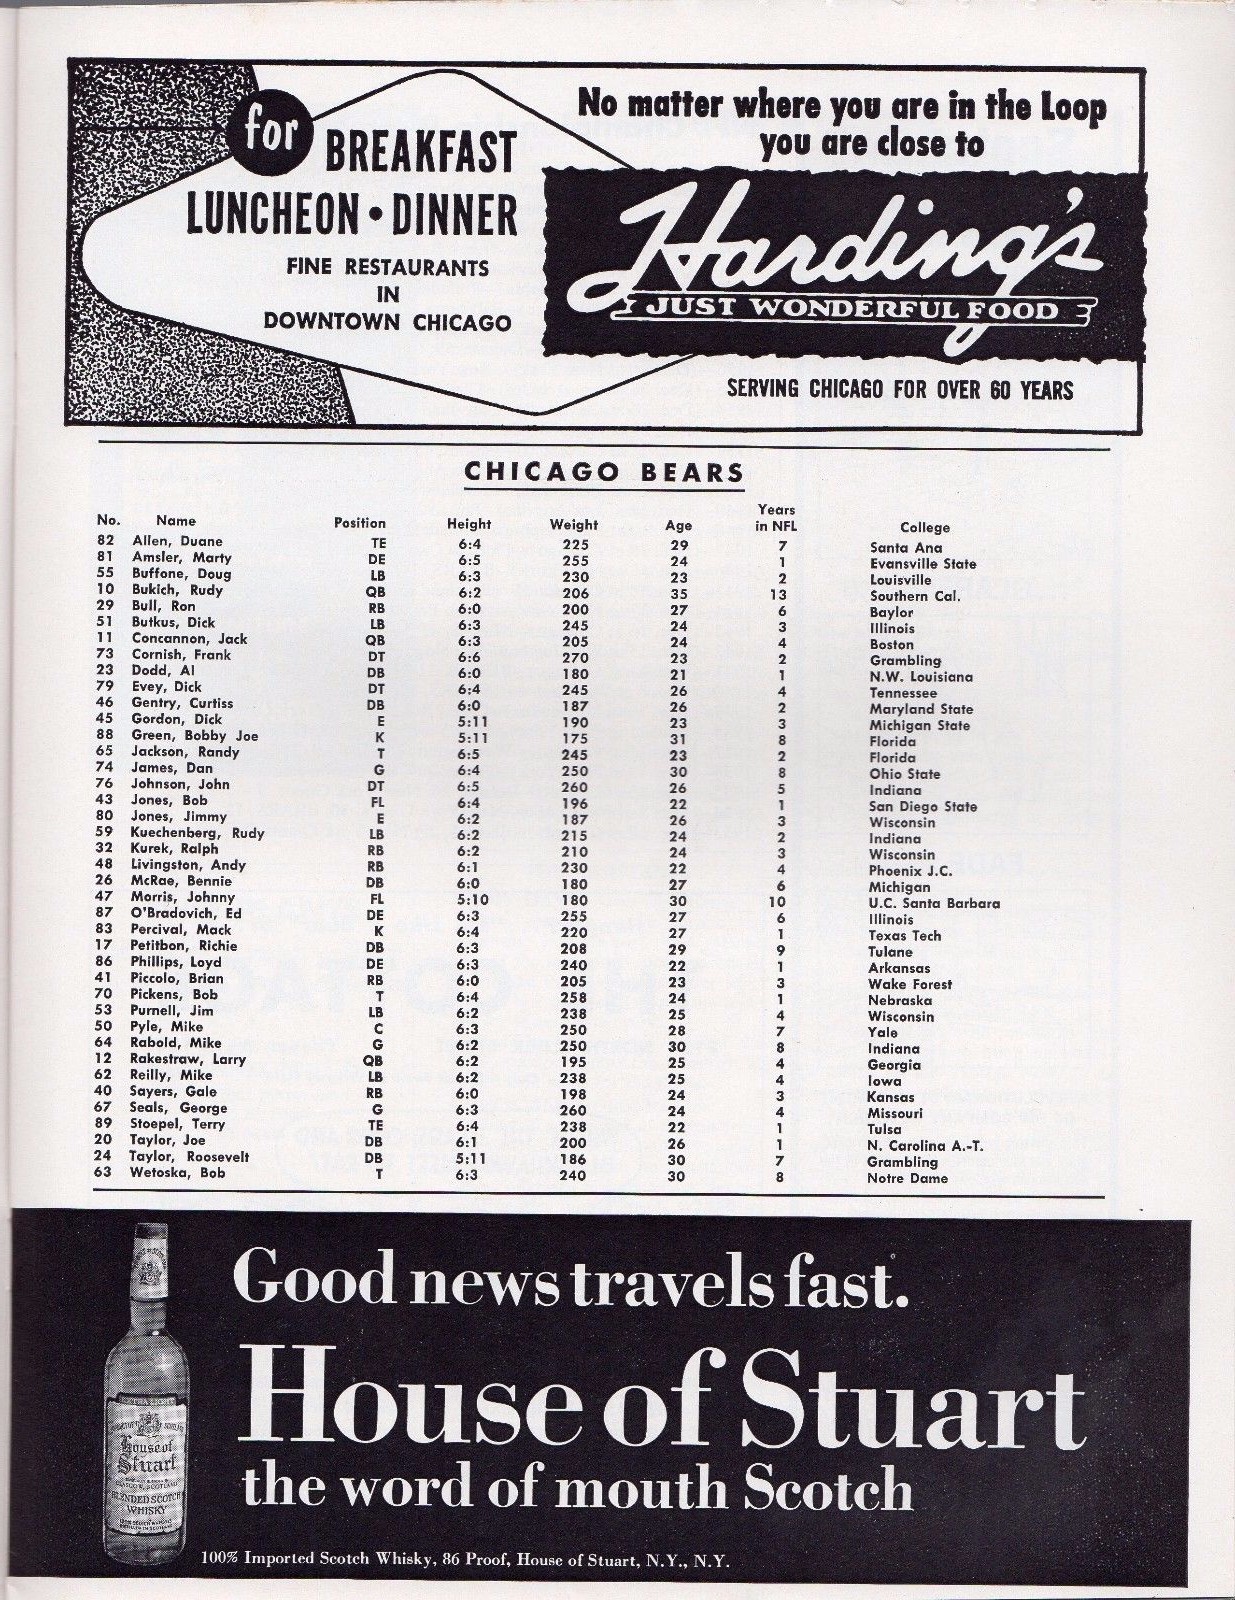 for BREAKFAST
LUNCHEON • DINNER
FINE RESTAURANTS
IN
DOWNTOWN CHICAGO
No matter where you are in the Loop
you are close to
Harding's
JUST WONDERFUL FOOD
SERVING CHICAGO FOR OVER 60 YEARS
CHICAGO BEARS
No. Name Position Height Weight Age Years in NFL College
82 Allen, Duane TE 6:4 225 29 7 Santa Ana
81 Amsler, Marty DE 6:5 255 24 1 Evansville State
55 Buffone, Doug LB 6:3 230 23 2 Louisville
10 Bukich, Rudy QB 6:2 206 35 13 Southern Cal.
29 Bull, Ron RB 6:0 200 27 6 Baylor
51 Butkus, Dick LB 6:3 245 24 3 Illinois
11 Concannon, Jack QB 6:3 205 24 4 Boston
73 Cornish, Frank DT 6:6 270 23 2 Grambling
23 Dodd, Al DB 6:0 180 21 1 N.W. Louisiana
79 Evey, Dick DT 6:4 245 26 4 Tennessee
46 Gentry, Curtiss DB 6:0 187 26 2 Maryland State
45 Gordon, Dick E 5:11 190 23 3 Michigan State
88 Green, Bobby Joe K 5:11 175 31 8 Florida
65 Jackson, Randy T 6:5 245 23 2 Florida
74 James, Dan G 6:4 250 30 8 Ohio State
76 Johnson, John DT 6:5 260 26 5 Indiana
43 Jones, Bob FL 6:4 196 22 1 San Diego State
80 Jones, Jimmy E 6:2 187 26 3 Wisconsin
59 Kuechenberg, Rudy LB 6:2 215 24 2 Indiana
32 Kurek, Ralph RB 6:2 210 24 3 Wisconsin
48 Livingston, Andy RB 6:1 230 22 4 Phoenix J.C.
26 McRae, Bennie DB 6:0 180 27 6 Michigan
47 Morris, Johnny FL 5:10 180 30 10 U.C. Santa Barbara
87 O'Bradovich, Ed DE 6:3 255 27 6 Illinois
83 Percival, Mack K 6:4 220 27 1 Texas Tech
17 Petitbon, Richie DB 6:3 208 29 9 Tulane
86 Phillips, Loyd DE 6:3 240 22 1 Arkansas
41 Piccolo, Brian RB 6:0 205 23 3 Wake Forest
70 Pickens, Bob T 6:4 258 24 1 Nebraska
53 Purnell, Jim LB 6:2 238 25 4 Wisconsin
50 Pyle, Mike C 6:3 250 28 7 Yale
64 Rabold, Mike G 6:2 250 30 8 Indiana
12 Rakestraw, Larry QB 6:2 195 25 4 Georgia
62 Reilly, Mike LB 6:2 238 25 4 Iowa
40 Sayers, Gale RB 6:0 198 24 3 Kansas
67 Seals, George G 6:3 260 24 4 Missouri
89 Stoepel, Terry TE 6:4 238 22 1 Tulsa
20 Taylor, Joe DB 6:1 200 26 1 N. Carolina A.-T.
24 Taylor, Roosevelt DB 5:11 186 30 7 Grambling
63 Wetoska, Bob T 6:3 240 30 8 Notre Dame
Good news travels fast.
House of Stuart
the word of mouth Scotch
House of
Stuart
BLENDED SCOTCH
WHISKY
100% Imported Scotch Whisky, 86 Proof, House of Stuart, N.Y., N.Y.